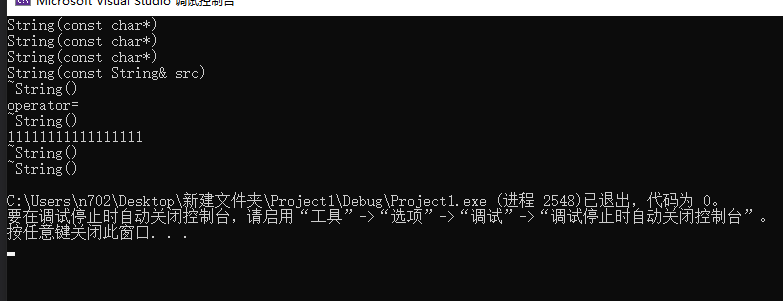 Microsoft Visual Studio 调试控制台
String(const char*)
String(const char*)
String(const char*)
String(const String& src)
~String()
operator=
~String()
11111111111111111
~String()
~String()
C:\Users\n702\Desktop\新建文件夹\Project1\Debug\Project1.exe (进程 2548)已退出，代码为 0。
要在调试停止时自动关闭控制台，请启用“工具”->“选项”->“调试”->“调试停止时自动关闭控制台”。
按任意键关闭此窗口. . .